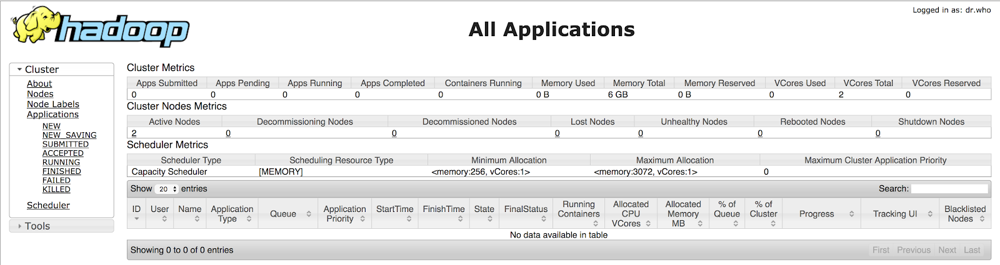 Logged in as: dr.who
hadoop
All Applications
Cluster
About
Nodes
Node Labels
Applications
NEW
NEW_SAVING
SUBMITTED
ACCEPTED
RUNNING
FINISHED
FAILED
KILLED
Scheduler
Tools
Cluster Metrics
Apps Submitted Apps Pending Apps Running Apps Completed Containers Running Memory Used Memory Total Memory Reserved VCores Used VCores Total VCores Reserved
0 0 0 0 0 0 B 6 GB 0 B 0 2 0
Cluster Nodes Metrics
Active Nodes Decommissioning Nodes Decommissioned Nodes Lost Nodes Unhealthy Nodes Rebooted Nodes Shutdown Nodes
2 0 0 0 0 0 0
Scheduler Metrics
Scheduler Type Scheduling Resource Type Minimum Allocation Maximum Allocation Maximum Cluster Application Priority
Capacity Scheduler [MEMORY] <memory:256, vCores:1> <memory:3072, vCores:1> 0
Show 20 entries Search:
ID User Name Application Type Queue Application Priority StartTime FinishTime State FinalStatus Running Containers Allocated CPU VCores Allocated Memory MB % of Queue % of Cluster Progress Tracking UI Blacklisted Nodes
No data available in table
Showing 0 to 0 of 0 entries First Previous Next Last